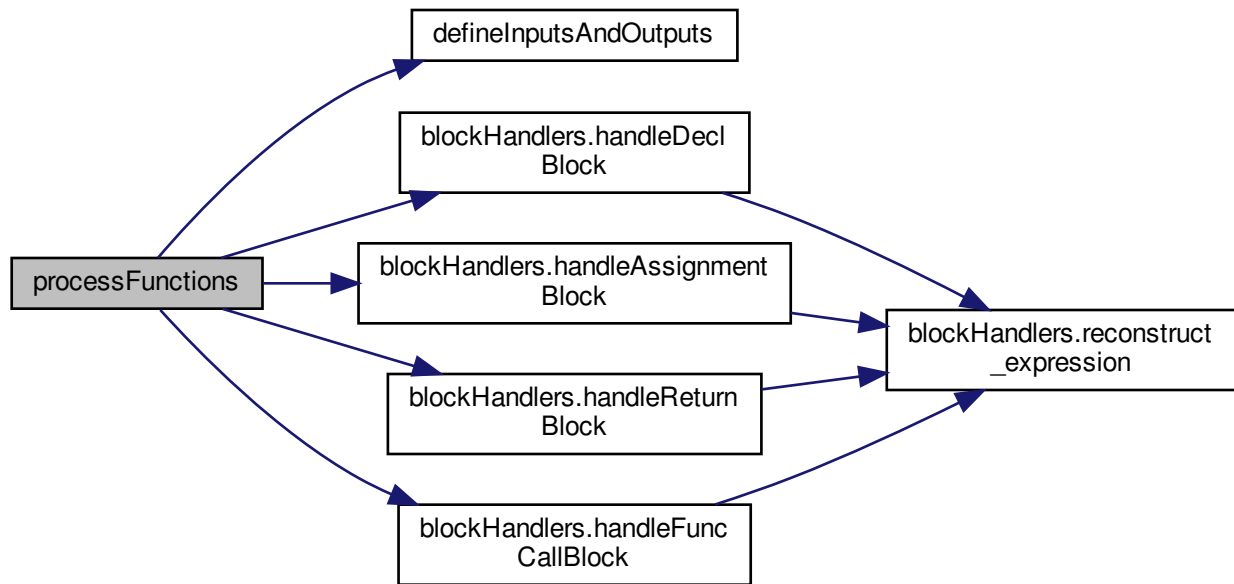 defineInputsAndOutputs
blockHandlers.handleDecl
Block
processFunctions
blockHandlers.handleAssignment
Block
blockHandlers.reconstruct
_expression
blockHandlers.handleReturn
Block
blockHandlers.handleFunc
CallBlock